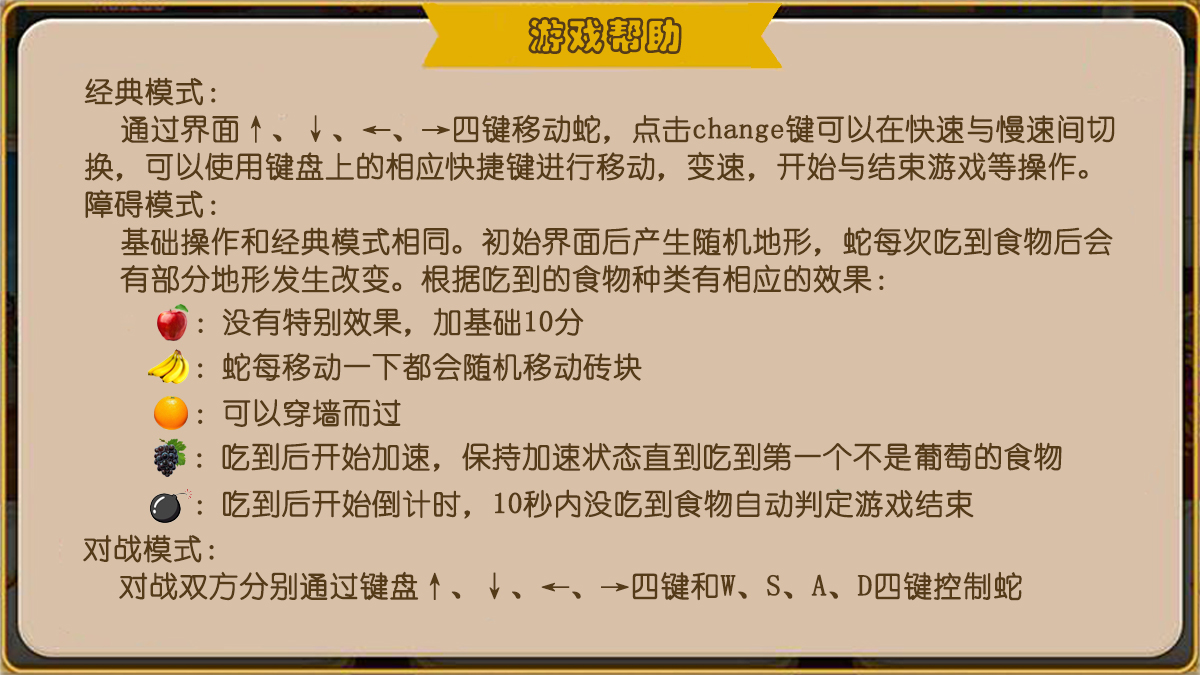 游戏帮助
经典模式：
通过界面↑、↓、←、→四键移动蛇，点击change键可以在快速与慢速间切
换，可以使用键盘上的相应快捷键进行移动，变速，开始与结束游戏等操作。
障碍模式：
基础操作和经典模式相同。初始界面后产生随机地形，蛇每次吃到食物后会
有部分地形发生改变。根据吃到的食物种类有相应的效果：
：没有特别效果，加基础10分
：蛇每移动一下都会随机移动砖块
：可以穿墙而过
：吃到后开始加速，保持加速状态直到吃到第一个不是葡萄的食物
：吃到后开始倒计时，10秒内没吃到食物自动判定游戏结束
对战模式：
对战双方分别通过键盘↑、↓、←、→四键和W、S、A、D四键控制蛇